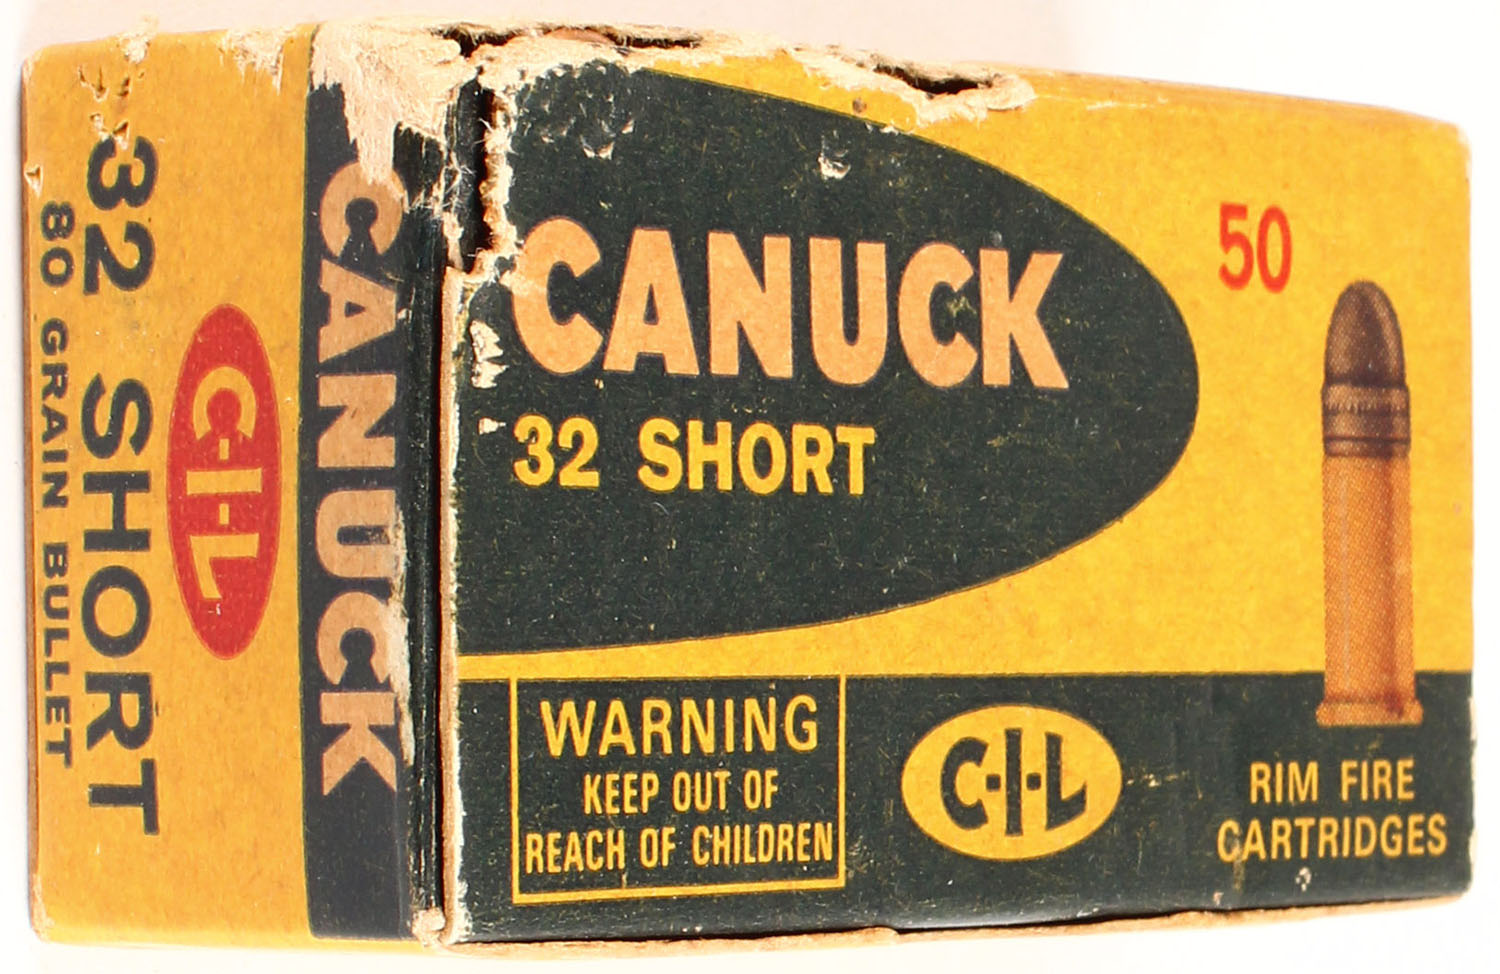 CANUCK
32 SHORT
50
WARNING
KEEP OUT OF
REACH OF CHILDREN
C-I-L
RIM FIRE
CARTRIDGES
CANUCK
C-I-L
32 SHORT
80 GRAIN BULLET